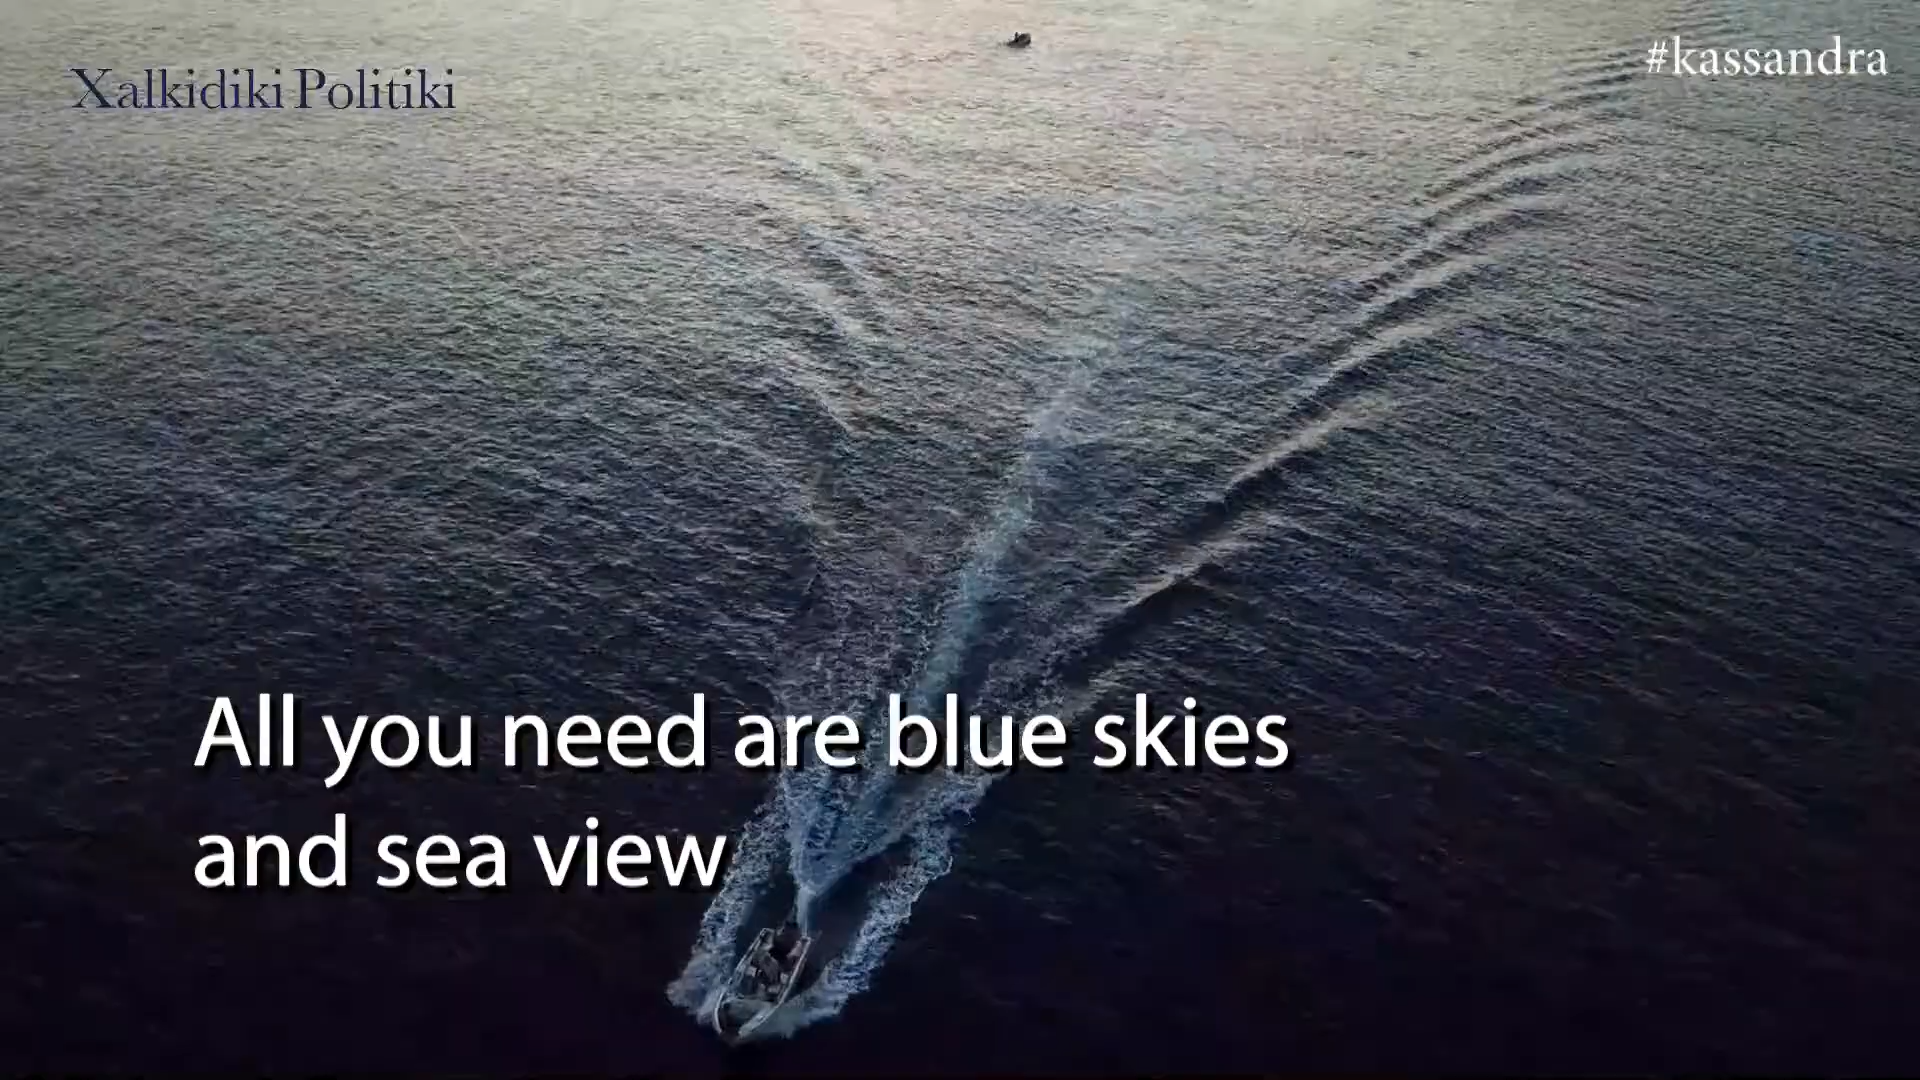 Xalkidiki Politiki
#kassandra
All you need are blue skies
and sea view